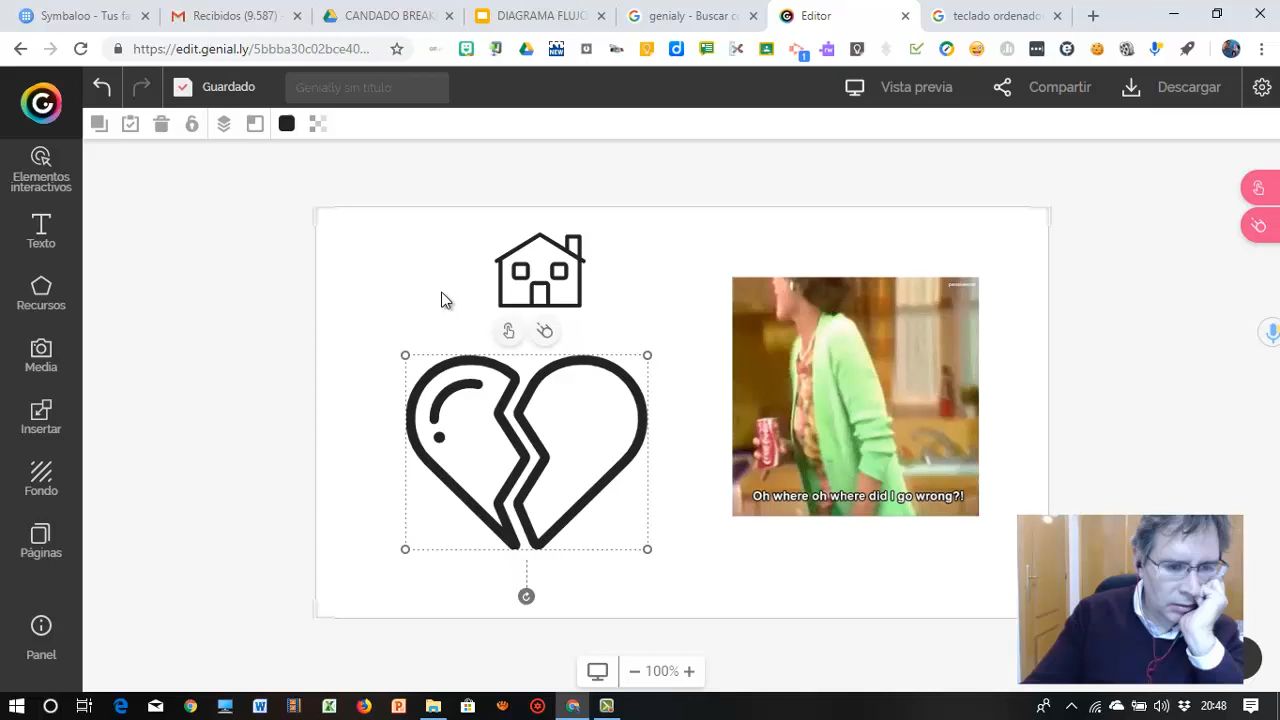 Symbaloo - Tus fa
Recibidos (9.587) -
CANDADO BREAK
DIAGRAMA FLUJO
genialy - Buscar co
Editor
teclado ordenado
https://edit.genial.ly/5bbba30c02bce40...
Guardado
Genially sin título
Vista previa
Compartir
Descargar
Elementos
interactivos
Texto
Recursos
Media
Insertar
Fondo
Páginas
Panel
Oh where oh where did I go wrong?!
100%
20:48